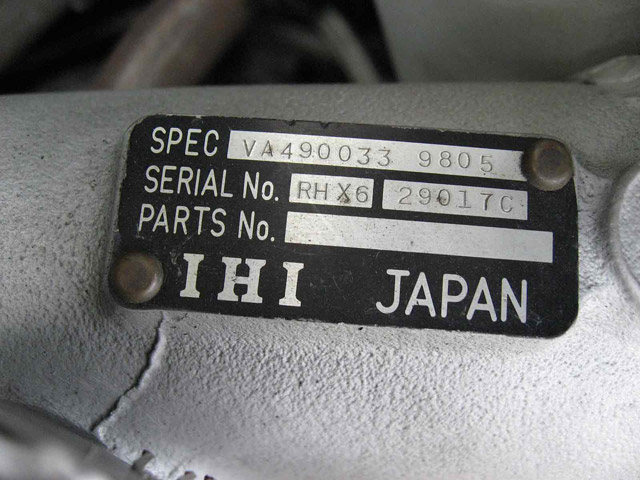 SPEC VA490033 9805
SERIAL No. RHX6 29017C
PARTS No.
IHI JAPAN